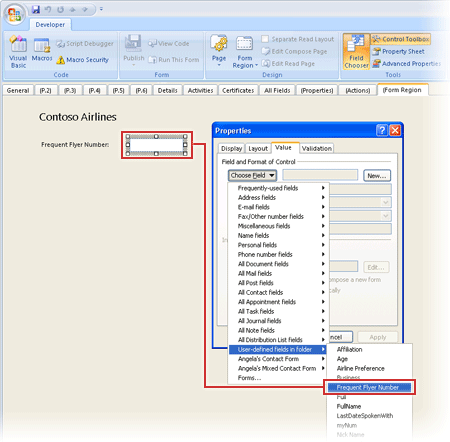 Developer
Visual Basic
Macros
Script Debugger
Macro Security
Code
Publish
View Code
Run This Form
Form
Page
Form Region
Separate Read Layout
Edit Compose Page
Edit Read Page
Design
Field Chooser
Control Toolbox
Property Sheet
Advanced Properties
Tools
General (P.2) (P.3) (P.4) (P.5) (P.6) Details Activities Certificates All Fields (Properties) (Actions) (Form Region
Contoso Airlines
Frequent Flyer Number:
Properties
Display Layout Value Validation
Field and Format of Control
Choose Field New...
Frequently-used fields
Address fields
E-mail fields
Fax/Other number fields
Miscellaneous fields
Name fields
Personal fields
Phone number fields
All Document fields
All Mail fields
All Post fields
All Contact fields
All Appointment fields
All Task fields
All Journal fields
All Note fields
All Distribution List fields
User-defined fields in folder
Angela's Contact Form
Angela's Mixed Contact Form
Forms...
Edit...
compose a new form
Apply
Affiliation
Age
Airline Preference
Business
Frequent Flyer Number
Full
FullName
LastDateSpokenWith
myNum
Nick Name